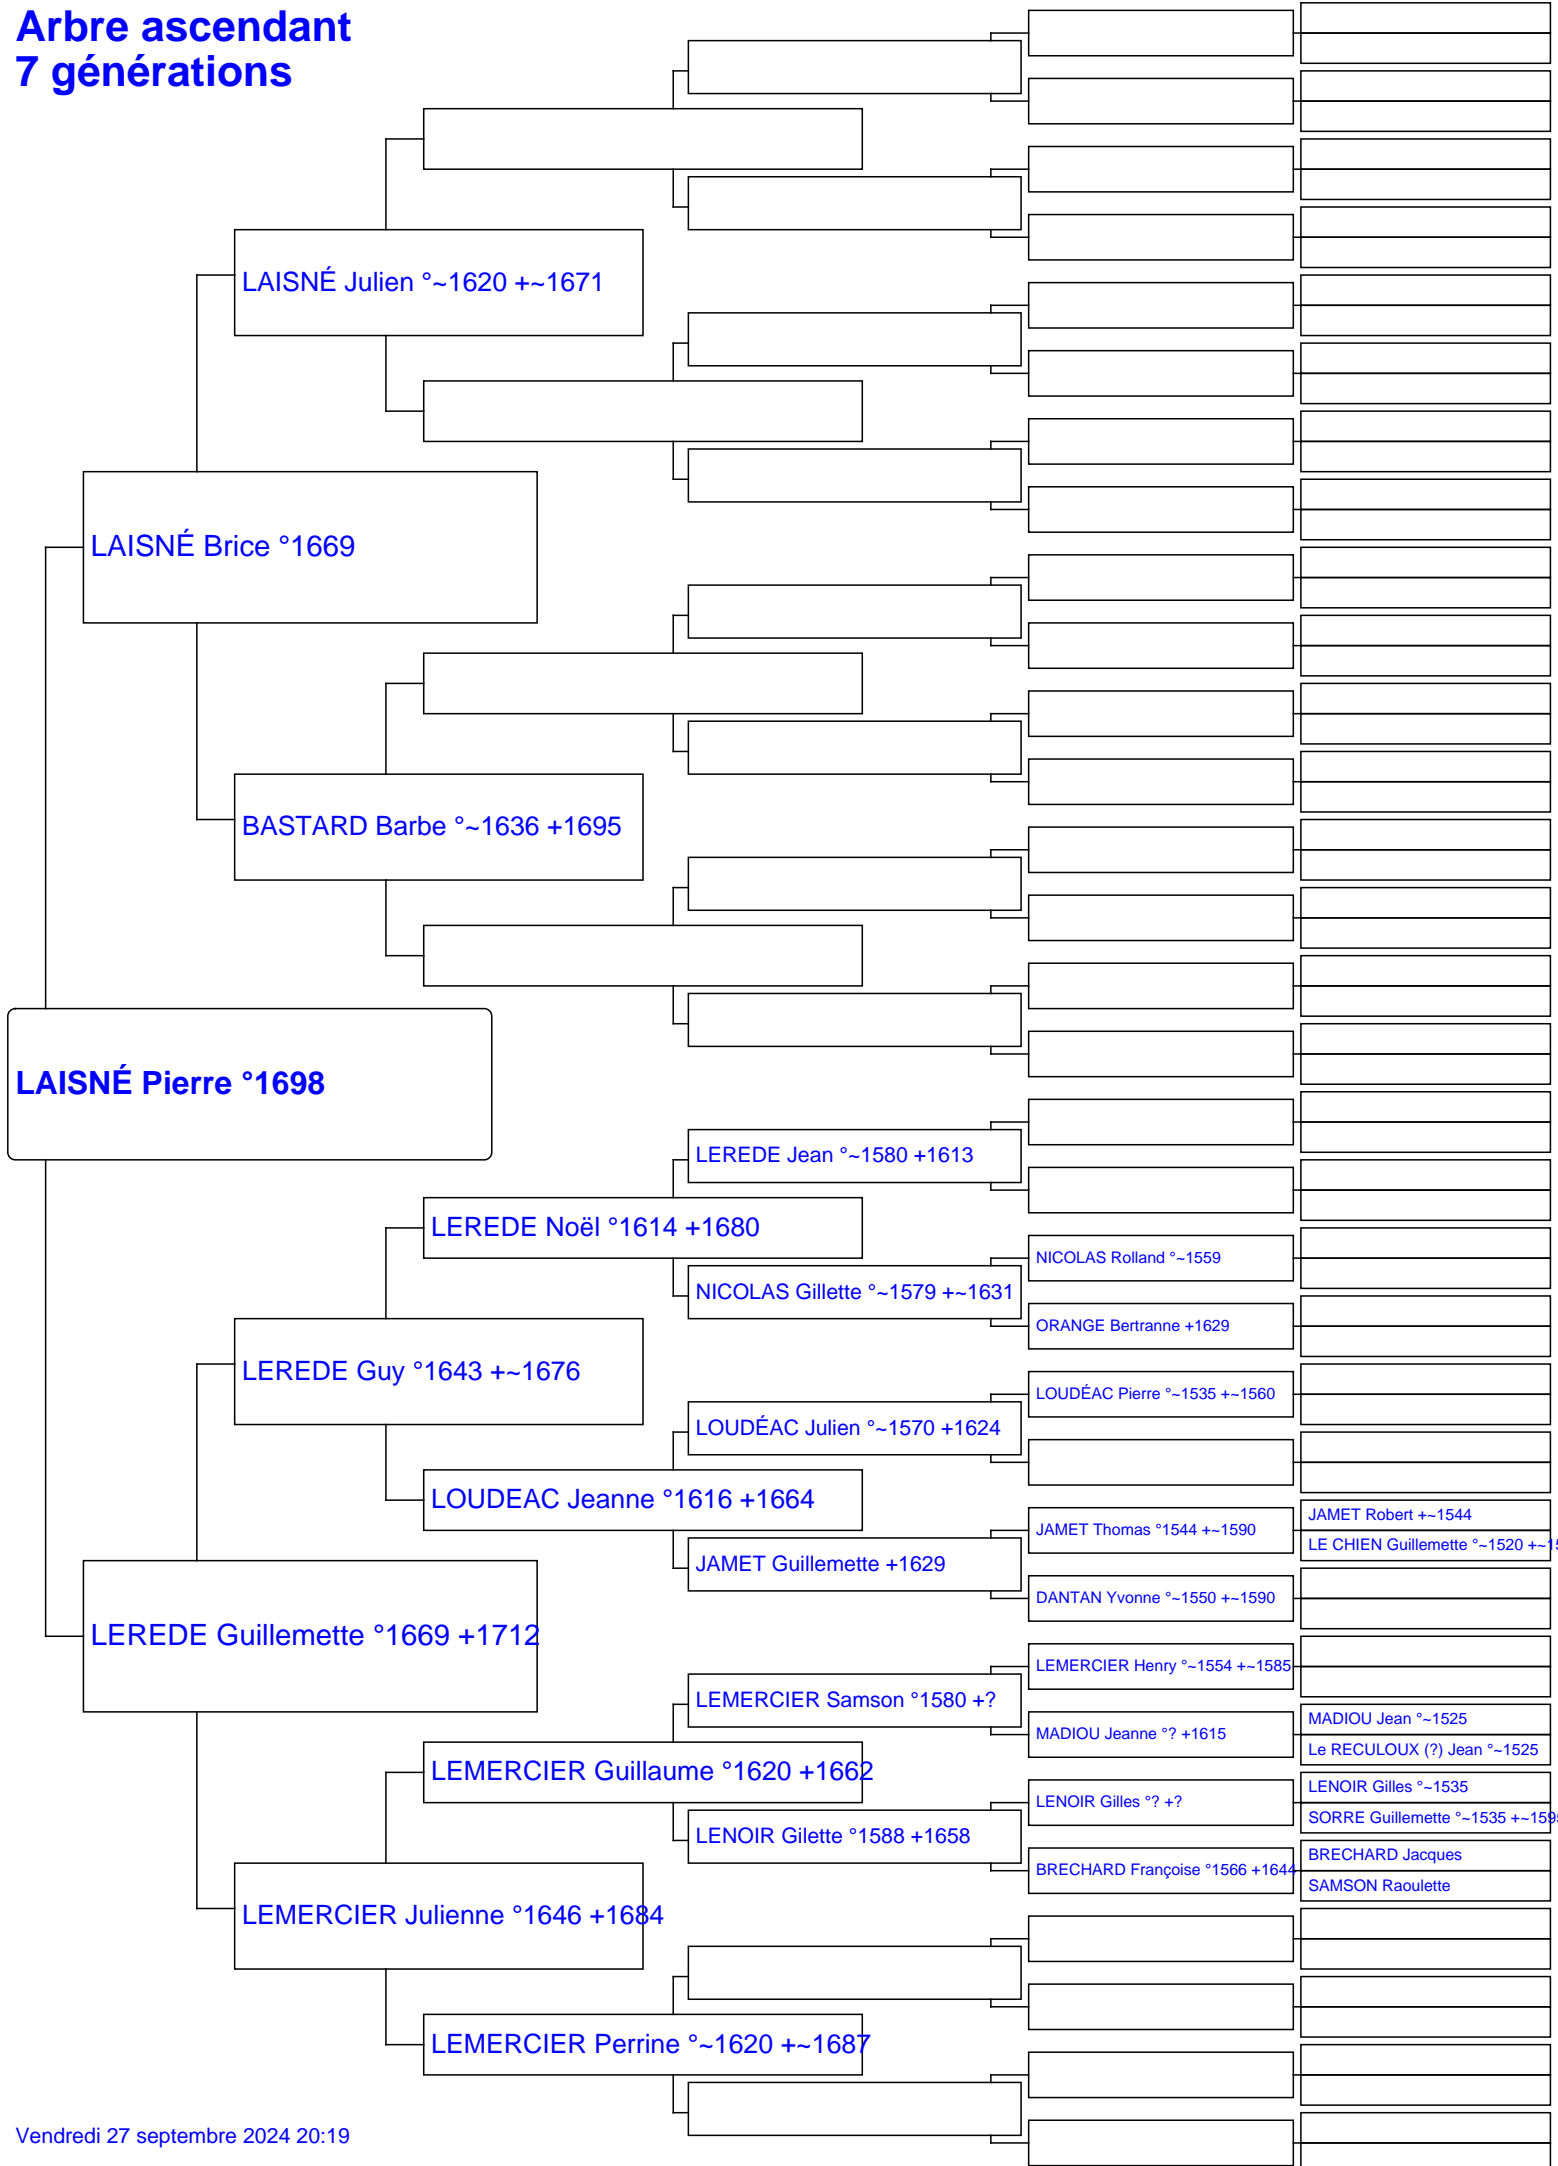 Arbre ascendant
7 générations
LAISNÉ Julien °~1620 +~1671
LAISNÉ Brice °1669
BASTARD Barbe °~1636 +1695
LAISNÉ Pierre °1698
LEREDE Jean °~1580 +1613
LEREDE Noël °1614 +1680
NICOLAS Rolland °~1559
NICOLAS Gillette °~1579 +~1631
ORANGE Bertranne +1629
LEREDE Guy °1643 +~1676
LOUDÉAC Pierre °~1535 +~1560
LOUDÉAC Julien °~1570 +1624
LOUDEAC Jeanne °1616 +1664
JAMET Robert +~1544
JAMET Thomas °1544 +~1590
LE CHIEN Guillemette °~1520 +~15
JAMET Guillemette +1629
DANTAN Yvonne °~1550 +~1590
LEREDE Guillemette °1669 +1712
LEMERCIER Henry °~1554 +~1585
LEMERCIER Samson °1580 +?
MADIOU Jean °~1525
MADIOU Jeanne °? +1615
Le RECULOUX (?) Jean °~1525
LEMERCIER Guillaume °1620 +1662
LENOIR Gilles °~1535
LENOIR Gilles °? +?
SORRE Guillemette °~1535 +~1595
LENOIR Gilette °1588 +1658
BRECHARD Jacques
BRECHARD Françoise °1566 +1644
SAMSON Raoulette
LEMERCIER Julienne °1646 +1684
LEMERCIER Perrine °~1620 +~1687
Vendredi 27 septembre 2024 20:19